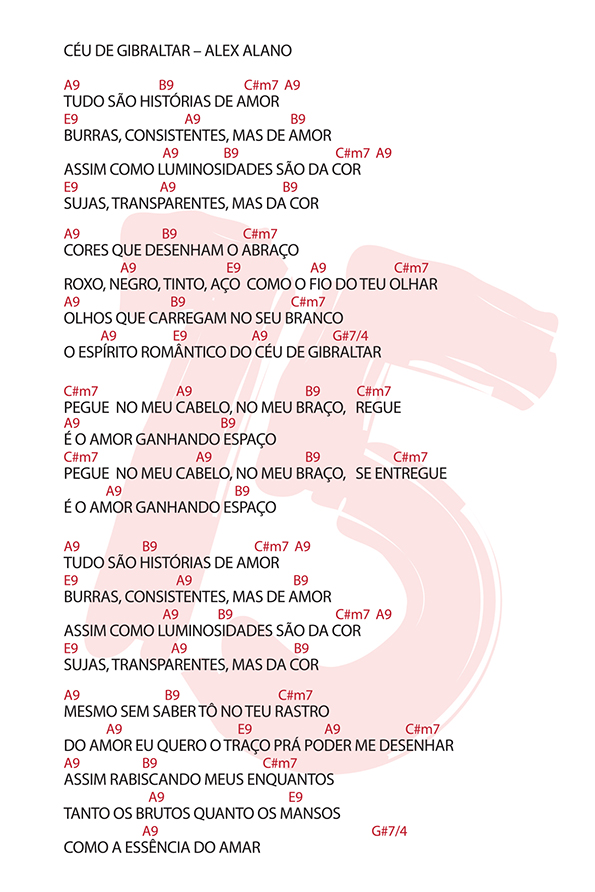 CÉU DE GIBRALTAR – ALEX ALANO
A9 B9 C#m7 A9
TUDO SÃO HISTÓRIAS DE AMOR
E9 A9 B9
BURRAS, CONSISTENTES, MAS DE AMOR
A9 B9 C#m7 A9
ASSIM COMO LUMINOSIDADES SÃO DA COR
E9 A9 B9
SUJAS, TRANSPARENTES, MAS DA COR
A9 B9 C#m7
CORES QUE DESENHAM O ABRAÇO
A9 E9 A9 C#m7
ROXO, NEGRO, TINTO, AÇO COMO O FIO DO TEU OLHAR
A9 B9 C#m7
OLHOS QUE CARREGAM NO SEU BRANCO
A9 E9 A9 G#7/4
O ESPÍRITO ROMÂNTICO DO CÉU DE GIBRALTAR
C#m7 A9 B9 C#m7
PEGUE NO MEU CABELO, NO MEU BRAÇO, REGUE
A9 B9
É O AMOR GANHANDO ESPAÇO
C#m7 A9 B9 C#m7
PEGUE NO MEU CABELO, NO MEU BRAÇO, SE ENTREGUE
A9 B9
É O AMOR GANHANDO ESPAÇO
A9 B9 C#m7 A9
TUDO SÃO HISTÓRIAS DE AMOR
E9 A9 B9
BURRAS, CONSISTENTES, MAS DE AMOR
A9 B9 C#m7 A9
ASSIM COMO LUMINOSIDADES SÃO DA COR
E9 A9 B9
SUJAS, TRANSPARENTES, MAS DA COR
A9 B9 C#m7
MESMO SEM SABER TÔ NO TEU RASTRO
A9 E9 A9 C#m7
DO AMOR EU QUERO O TRAÇO PRÁ PODER ME DESENHAR
A9 B9 C#m7
ASSIM RABISCANDO MEUS ENQUANTOS
A9 E9
TANTO OS BRUTOS QUANTO OS MANSOS
A9 G#7/4
COMO A ESSÊNCIA DO AMAR
15